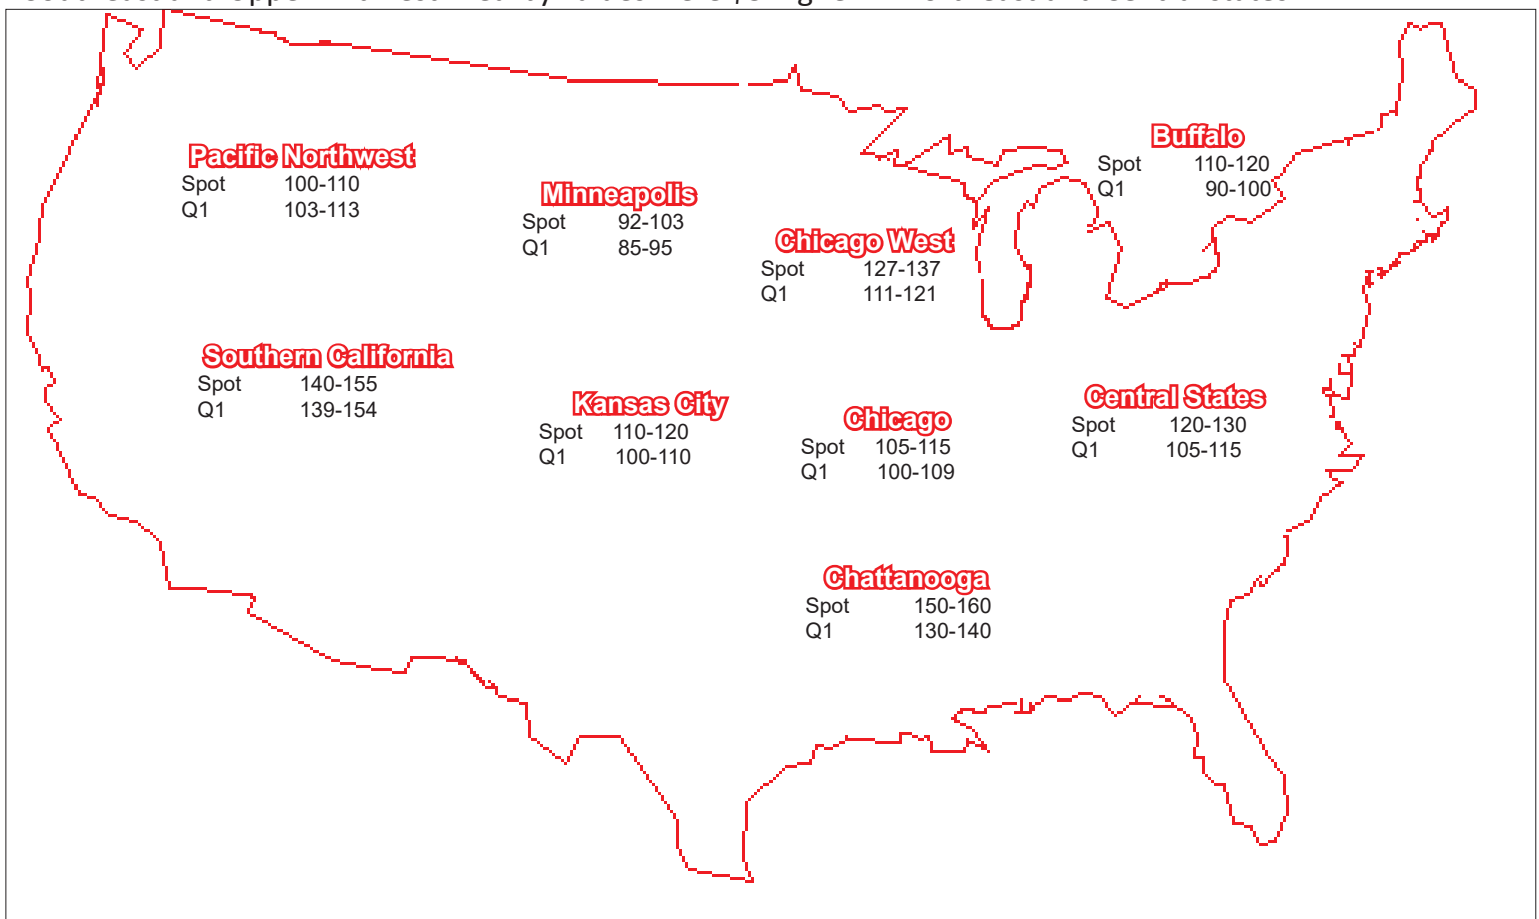 Pacific Northwest
Spot 100-110
Q1 103-113
Minneapolis
Spot 92-103
Q1 85-95
Chicago West
Spot 127-137
Q1 111-121
Buffalo
Spot 110-120
Q1 90-100
Southern California
Spot 140-155
Q1 139-154
Kansas City
Spot 110-120
Q1 100-110
Chicago
Spot 105-115
Q1 100-109
Central States
Spot 120-130
Q1 105-115
Chattanooga
Spot 150-160
Q1 130-140